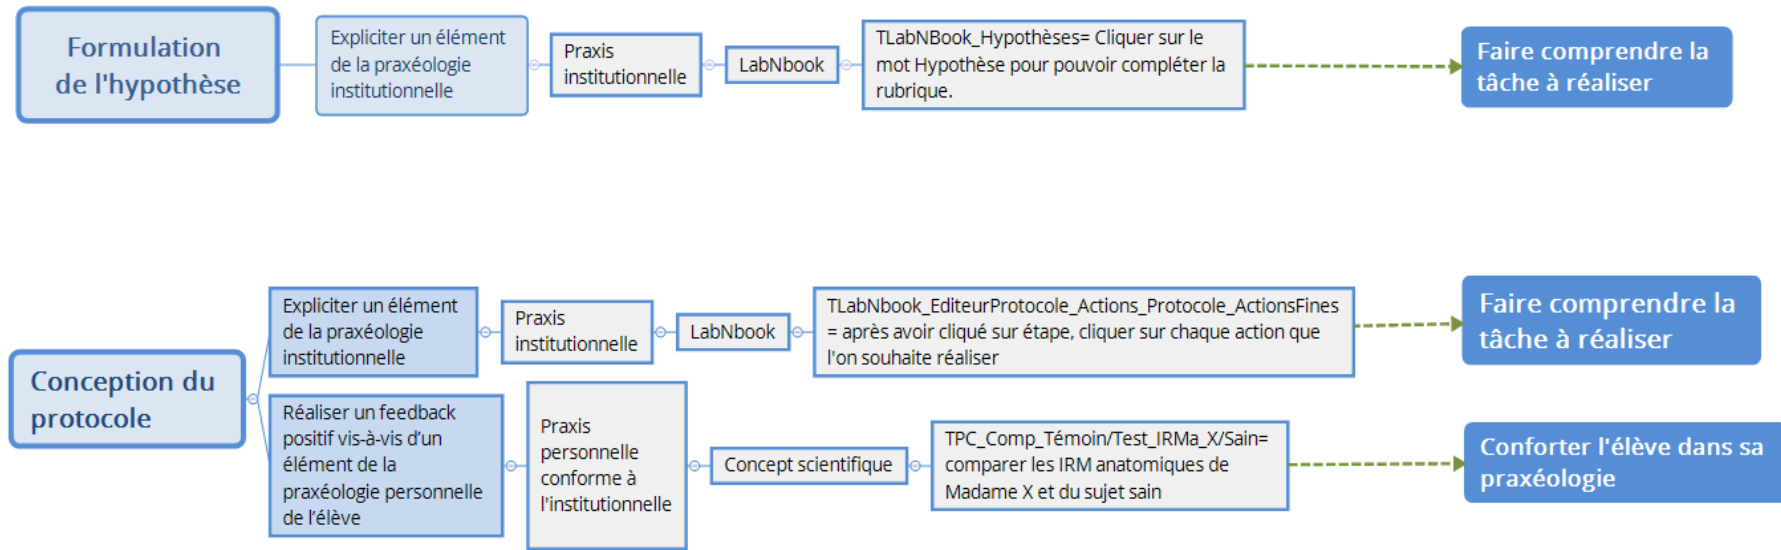 Formulation
de l'hypothèse
Expliciter un élément
de la praxéologie
institutionnelle
Praxis
institutionnelle
LabNbook
TLabNBook_Hypothèses= Cliquer sur le
mot Hypothèse pour pouvoir compléter la
rubrique.
Faire comprendre la
tâche à réaliser
Conception du
protocole
Expliciter un élément
de la praxéologie
institutionnelle
Praxis
institutionnelle
LabNbook
TLabNbook_EditeurProtocole_Actions_Protocole_ActionsFines
= après avoir cliqué sur étape, cliquer sur chaque action que
l'on souhaite réaliser
Faire comprendre la
tâche à réaliser
Réaliser un feedback
positif vis-à-vis d’un
élément de la
praxéologie personnelle
de l’élève
Praxis
personnelle
conforme à
l'institutionnelle
Concept scientifique
TPC_Comp_Témoin/Test_IRMa_X/Sain=
comparer les IRM anatomiques de
Madame X et du sujet sain
Conforter l'élève dans sa
praxéologie